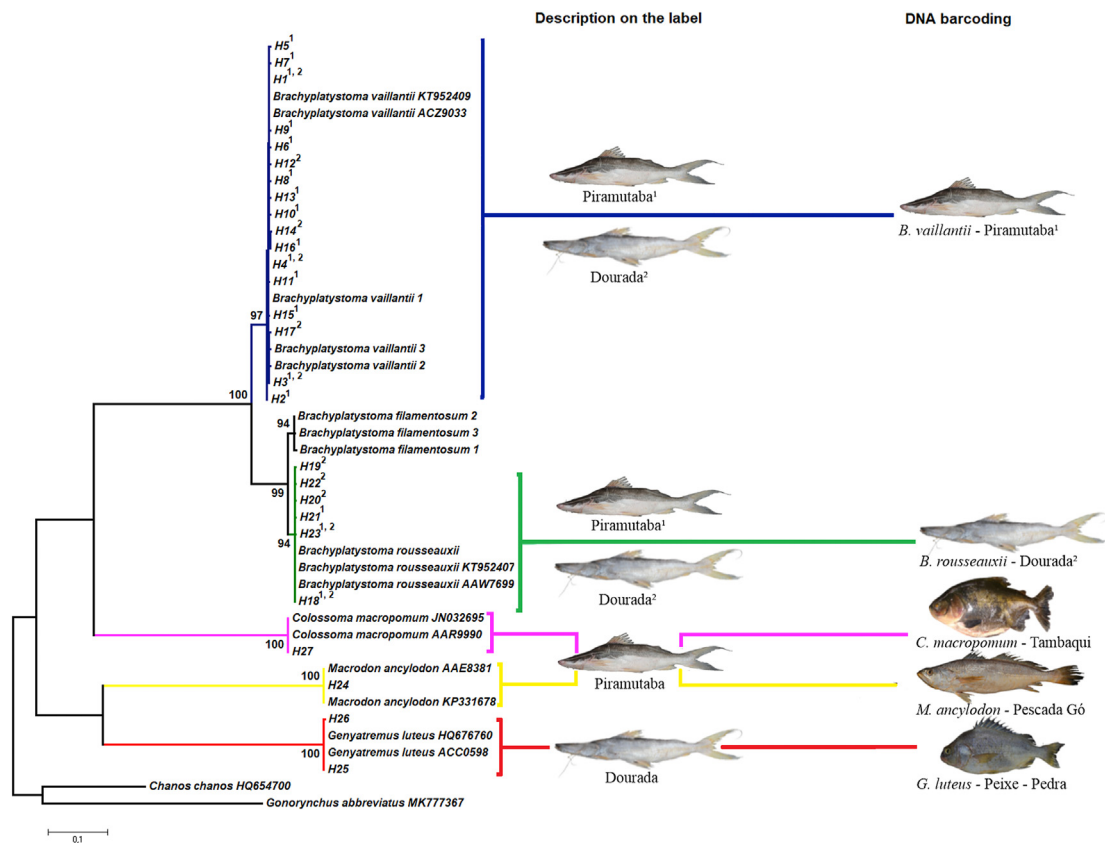 Description on the label
DNA barcoding
H5¹
H7¹
H1¹,²
Brachyplatystoma vaillantii KT952409
Brachyplatystoma vaillantii ACZ9033
H9¹
H6¹
H12²
H8¹
H13¹
H10¹
H14²
H16¹
H4¹,²
H11¹
Brachyplatystoma vaillantii 1
H15¹
H17²
Brachyplatystoma vaillantii 3
Brachyplatystoma vaillantii 2
H3¹,²
H2¹
97
100
Piramutaba¹
Dourada²
B. vaillantii - Piramutaba¹
Brachyplatystoma filamentosum 2
Brachyplatystoma filamentosum 3
Brachyplatystoma filamentosum 1
94
99
H19²
H22²
H20²
H21¹
H23¹,²
Brachyplatystoma rousseauxii
Brachyplatystoma rousseauxii KT952407
Brachyplatystoma rousseauxii AAW7699
H18¹,²
94
Piramutaba¹
Dourada²
B. rousseauxii - Dourada²
Colossoma macropomum JN032695
Colossoma macropomum AAR9990
H27
100
Macrodon ancylodon AAE8381
H24
Macrodon ancylodon KP331678
100
Piramutaba
C. macropomum - Tambaqui
M. ancylodon - Pescada Gó
H26
Genyatremus luteus HQ676760
Genyatremus luteus ACC0598
H25
100
Dourada
G. luteus - Peixe - Pedra
Chanos chanos HQ654700
Gonorynchus abbreviatus MK777367
0,1